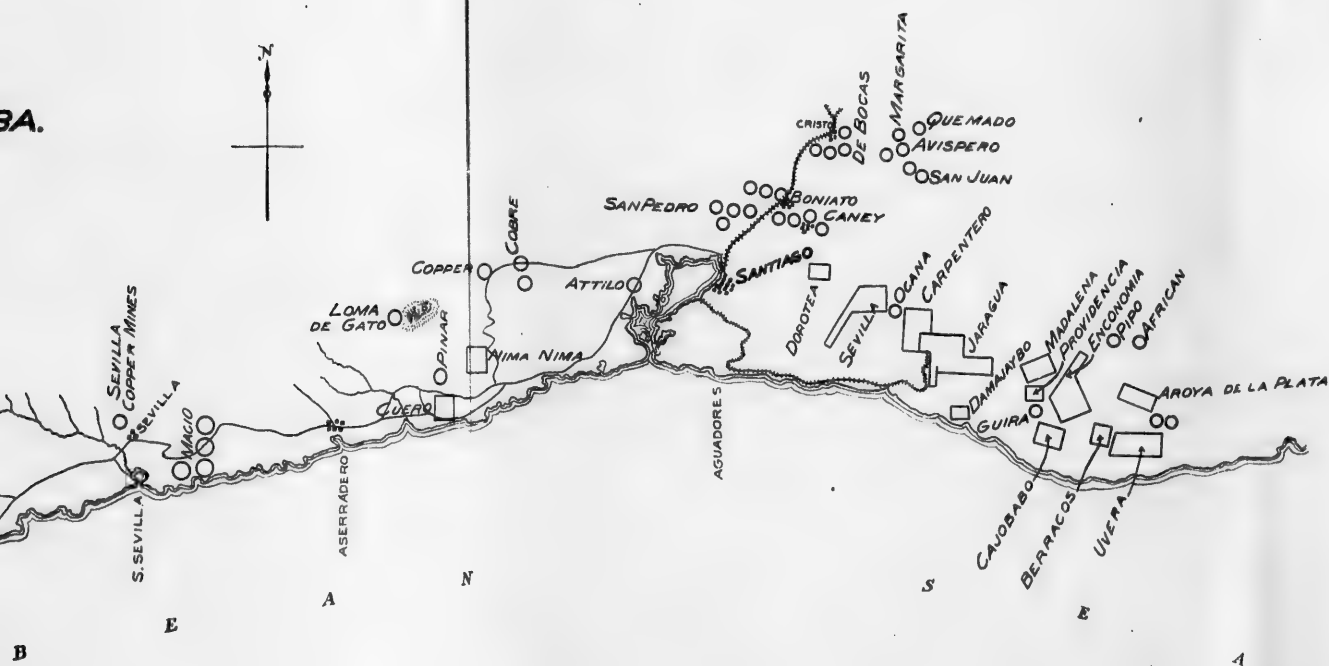 BA.
N
CRISTO
DE BOCAS
MARGARITA
QUEMADO
AVISPERO
SAN JUAN
SAN PEDRO
BONIATO
CANEY
COPPER
COBRE
ATTILO
SANTIAGO
LOMA
DE GATO
PINAR
NIMA NIMA
CUERO
DOROTEA
SEVILLA
OCANA
CARPENTERO
JARAGUA
DAMAJAYBO
MADALENA
PROVIDENCIA
ENCONOMIA
PIPO
AFRICAN
AROYA DE LA PLATA
GUIRA
SEVILLA
COPPER MINES
SEVILLA
MACIO
S. SEVILLA
ASERRADERO
AGUADORES
CAJOBABO
BERRACOS
UVERA
B E A N S E A